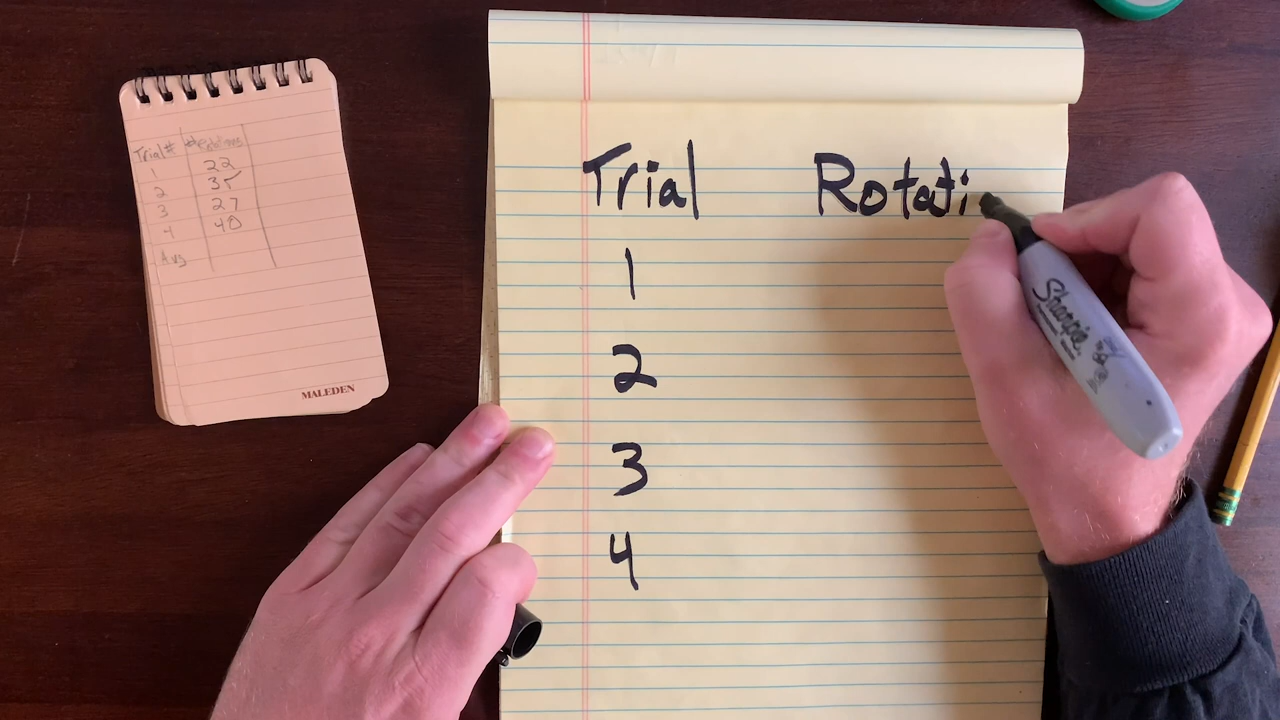 Trial#
1 22
2 35
3 27
4 40
Avg
MALEDEN
Trial Rotati
1
2
3
4
Sharpie